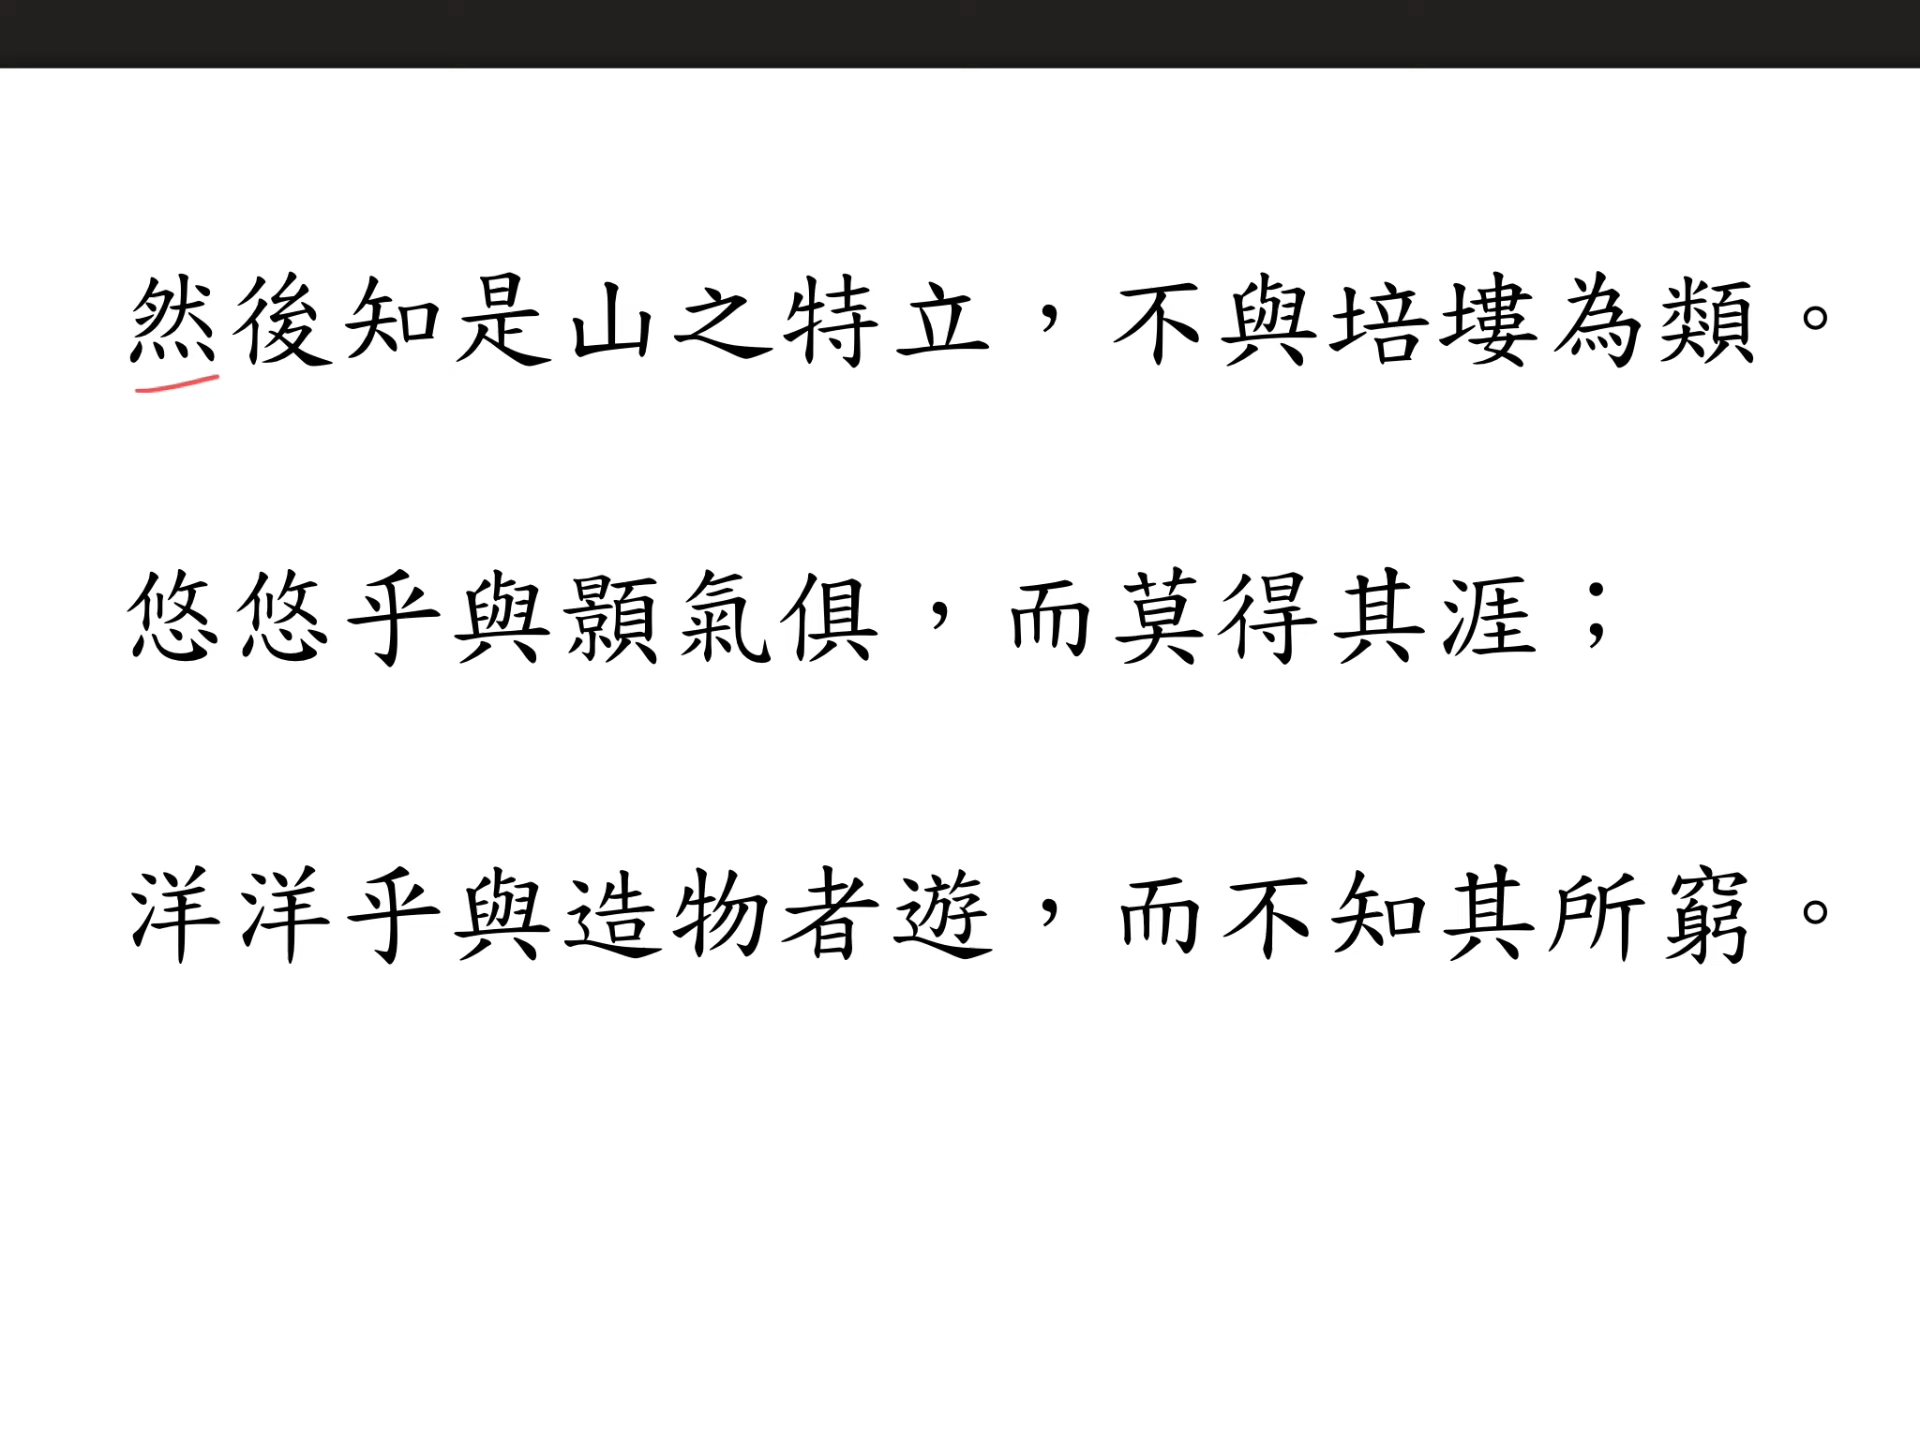 然後知是山之特立，不與培塿為類。
悠悠乎與顥氣俱，而莫得其涯；
洋洋乎與造物者遊，而不知其所窮。